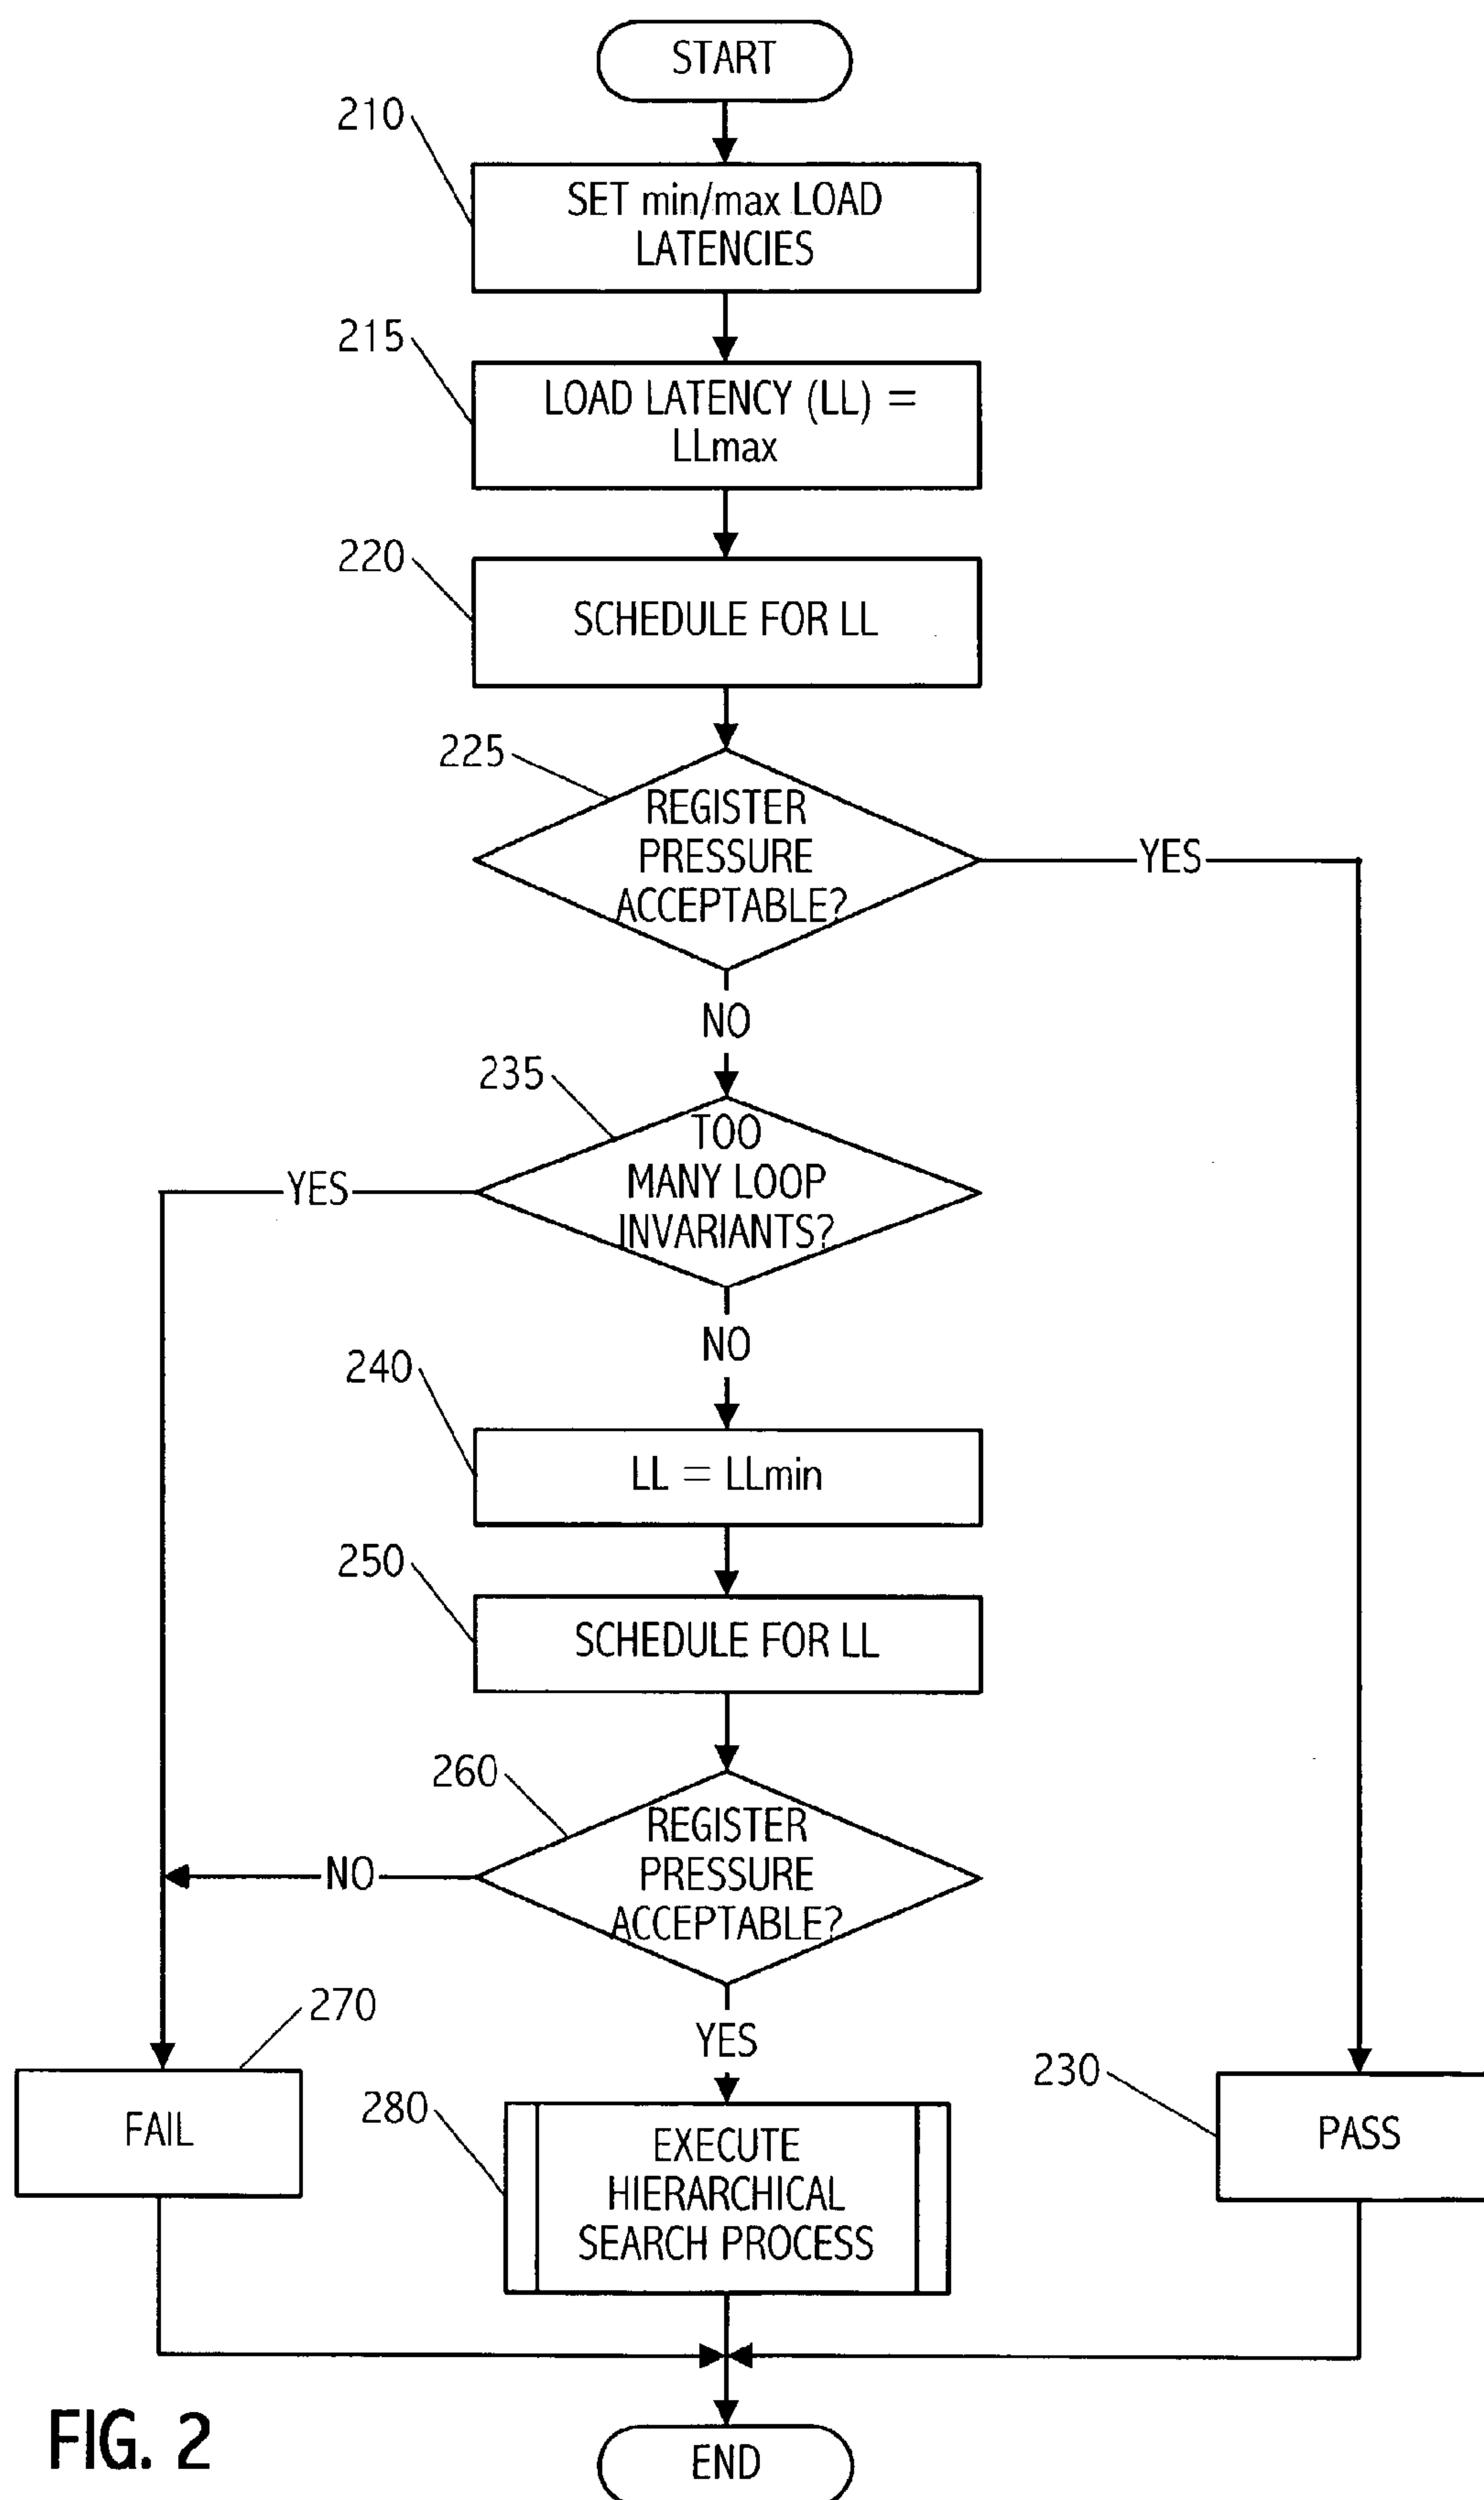 START
210
SET min/max LOAD
LATENCIES
215
LOAD LATENCY (LL) =
LLmax
220
SCHEDULE FOR LL
225
REGISTER
PRESSURE
ACCEPTABLE?
YES
NO
235
TOO
MANY LOOP
INVARIANTS?
YES
NO
240
LL = LLmin
250
SCHEDULE FOR LL
260
REGISTER
PRESSURE
ACCEPTABLE?
NO
YES
270
FAIL
280
EXECUTE
HIERARCHICAL
SEARCH PROCESS
230
PASS
FIG. 2
END